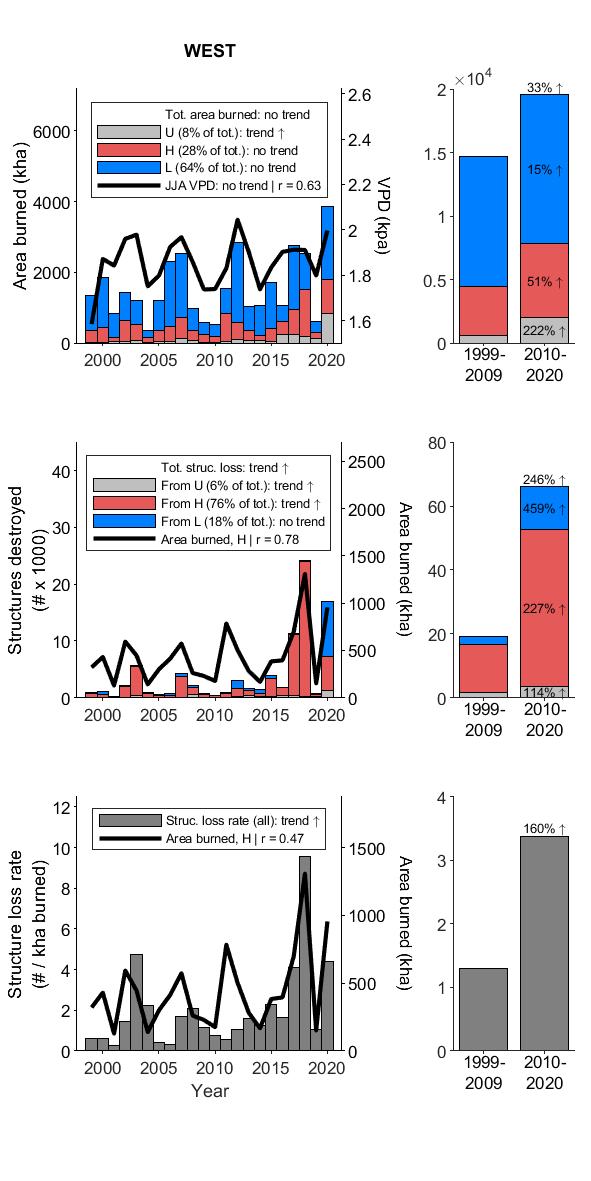 WEST
Tot. area burned: no trend
U (8% of tot.): trend ↑
H (28% of tot.): no trend
L (64% of tot.): no trend
JJA VPD: no trend | r = 0.63
Area burned (kha)
0
2000
4000
6000
VPD (kpa)
1.6
1.8
2
2.2
2.4
2.6
2000 2005 2010 2015 2020
×10⁴
0
0.5
1
1.5
2
33% ↑
15% ↑
51% ↑
222% ↑
1999-
2009
2010-
2020
Tot. struc. loss: trend ↑
From U (6% of tot.): trend ↑
From H (76% of tot.): trend ↑
From L (18% of tot.): no trend
Area burned, H | r = 0.78
Structures destroyed
(# x 1000)
0
10
20
30
40
Area burned (kha)
0
500
1000
1500
2000
2500
2000 2005 2010 2015 2020
0
20
40
60
80
246% ↑
459% ↑
227% ↑
114% ↑
1999-
2009
2010-
2020
Struc. loss rate (all): trend ↑
Area burned, H | r = 0.47
Structure loss rate
(# / kha burned)
0
2
4
6
8
10
12
Area burned (kha)
0
500
1000
1500
2000 2005 2010 2015 2020
Year
0
1
2
3
4
160% ↑
1999-
2009
2010-
2020